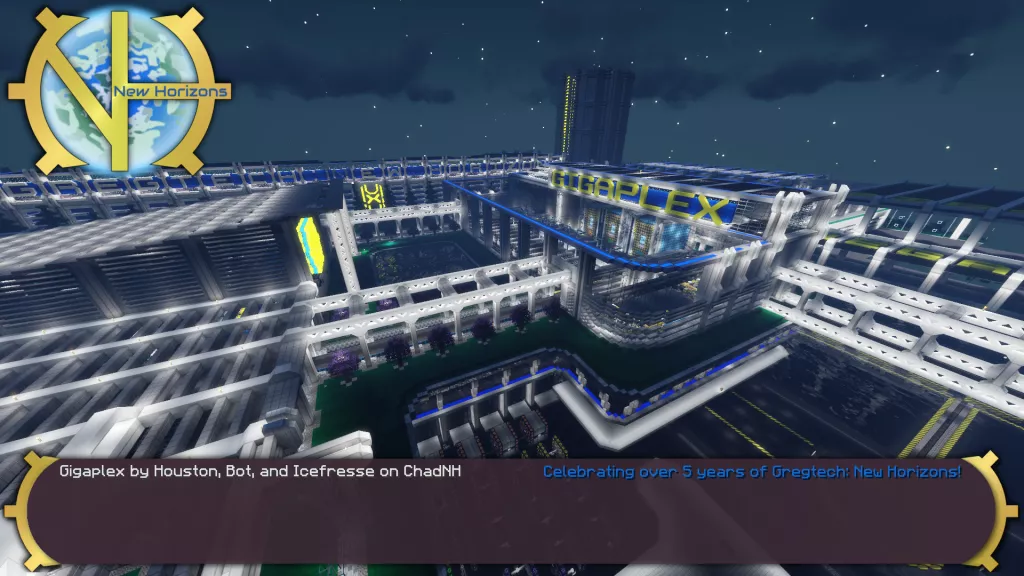 New Horizons
GIGAPLEX
Gigaplex by Houston, Bot, and Icefresse on ChadNH
Celebrating over 5 years of Gregtech: New Horizons!